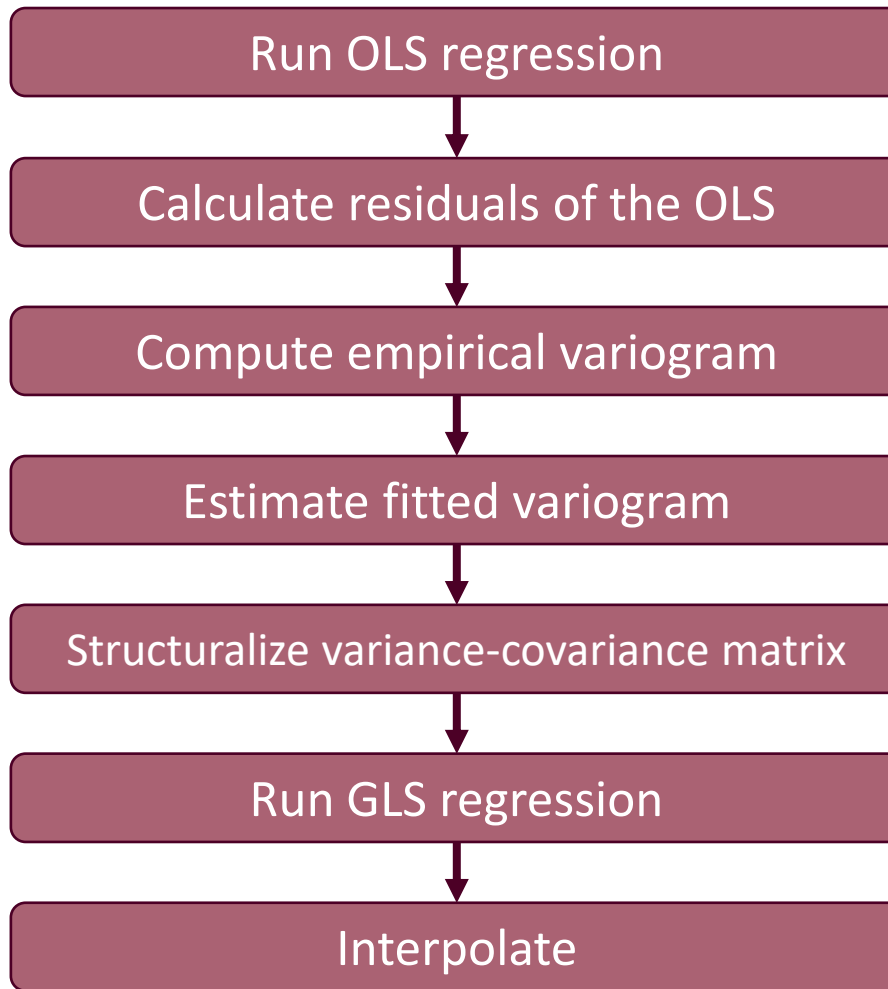 Run OLS regression
Calculate residuals of the OLS
Compute empirical variogram
Estimate fitted variogram
Structuralize variance-covariance matrix
Run GLS regression
Interpolate